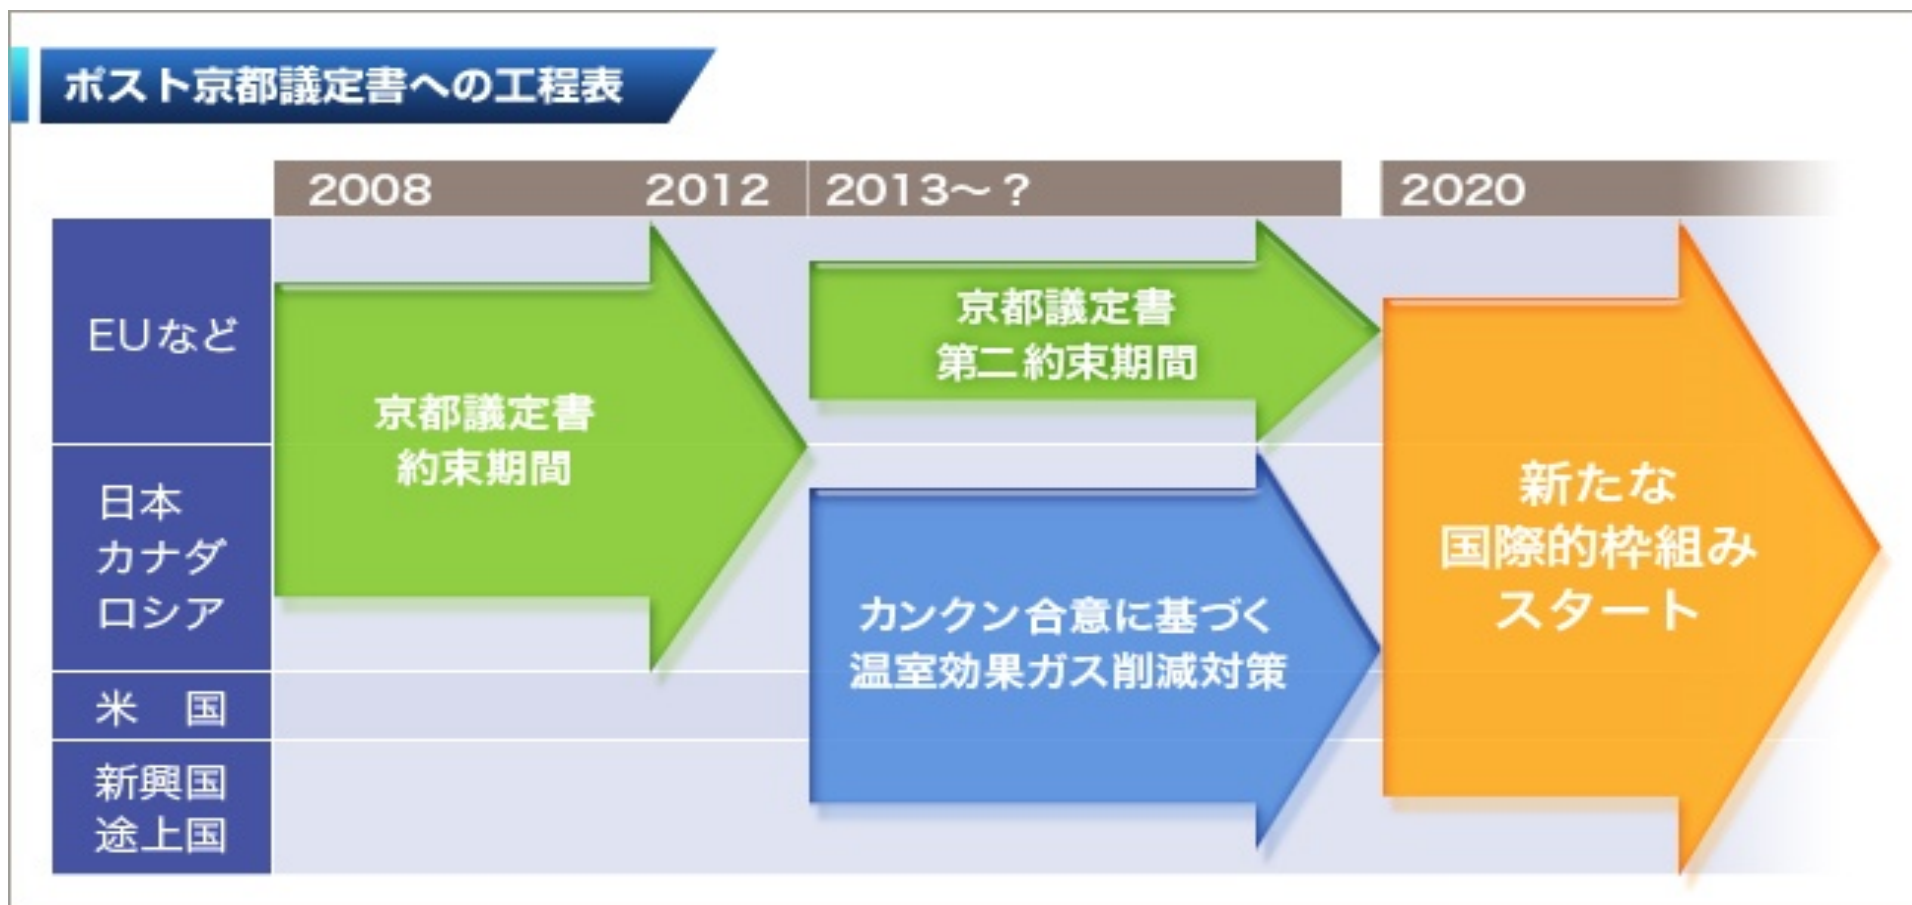 ポスト京都議定書への工程表
2008 2012 2013～? 2020
EUなど
日本
カナダ
ロシア
米　国
新興国
途上国
京都議定書
約束期間
京都議定書
第二約束期間
カンクン合意に基づく
温室効果ガス削減対策
新たな
国際的枠組み
スタート